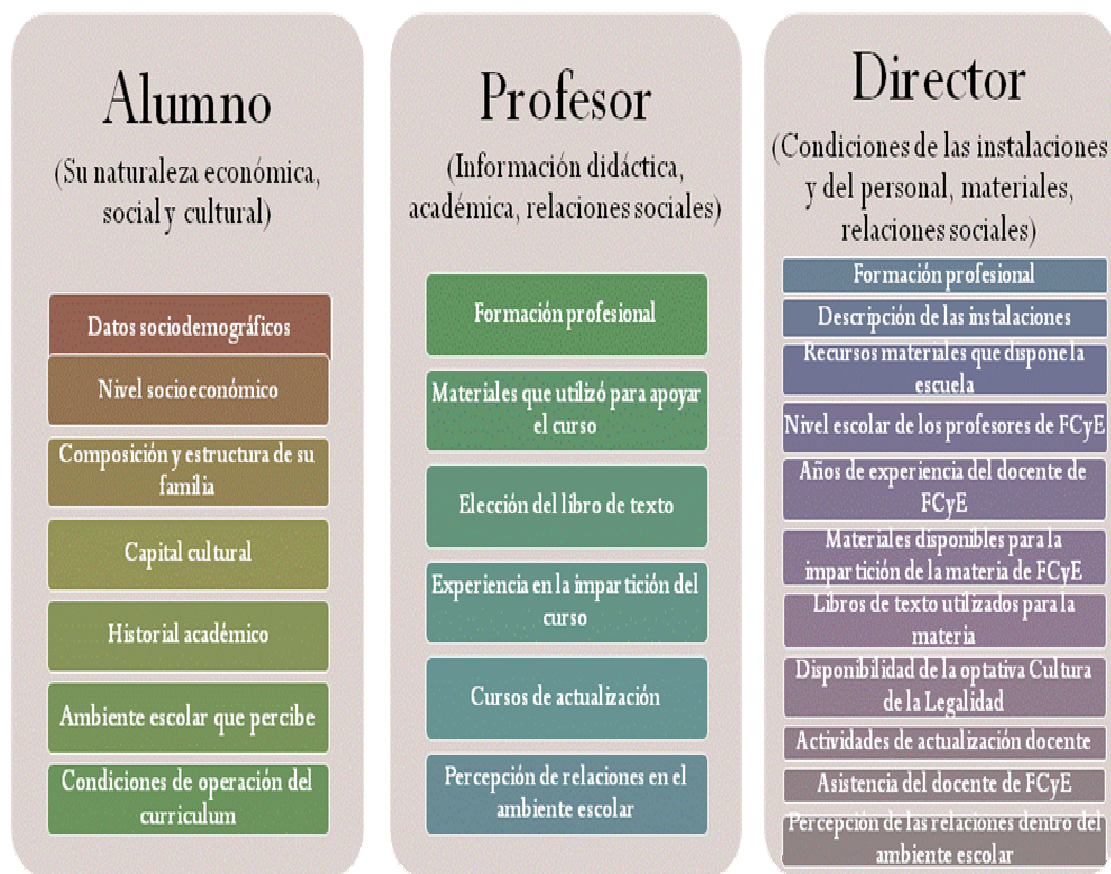 Alumno
(Su naturaleza económica,
social y cultural)
Datos sociodemográficos
Nivel socioeconómico
Composición y estructura de su
familia
Capital cultural
Historial académico
Ambiente escolar que percibe
Condiciones de operación del
curriculum
Profesor
(Información didáctica,
académica, relaciones sociales)
Formación profesional
Materiales que utilizó para apoyar
el curso
Elección del libro de texto
Experiencia en la impartición del
curso
Cursos de actualización
Percepción de relaciones en el
ambiente escolar
Director
(Condiciones de las instalaciones
y del personal, materiales,
relaciones sociales)
Formación profesional
Descripción de las instalaciones
Recursos materiales que dispone la
escuela
Nivel escolar de los profesores de FCyE
Años de experiencia del docente de
FCyE
Materiales disponibles para la
impartición de la materia de FCyE
Libros de texto utilizados para la
materia
Disponibilidad de la optativa Cultura
de la Legalidad
Actividades de actualización docente
Asistencia del docente de FCyE
Percepción de las relaciones dentro del
ambiente escolar